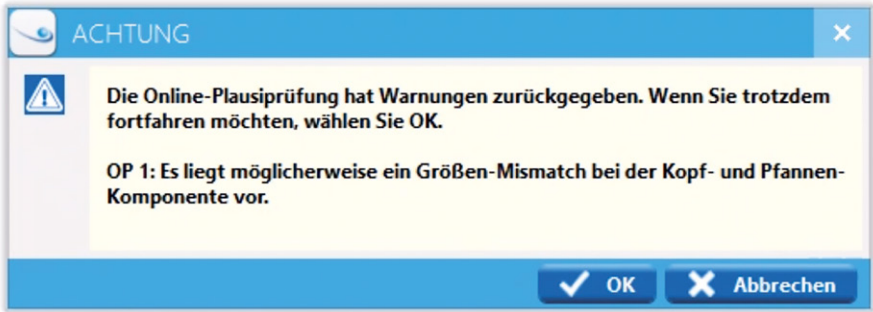 ACHTUNG
Die Online-Plausiprüfung hat Warnungen zurückgegeben. Wenn Sie trotzdem
fortfahren möchten, wählen Sie OK.
OP 1: Es liegt möglicherweise ein Größen-Mismatch bei der Kopf- und Pfannen-
Komponente vor.
OK Abbrechen